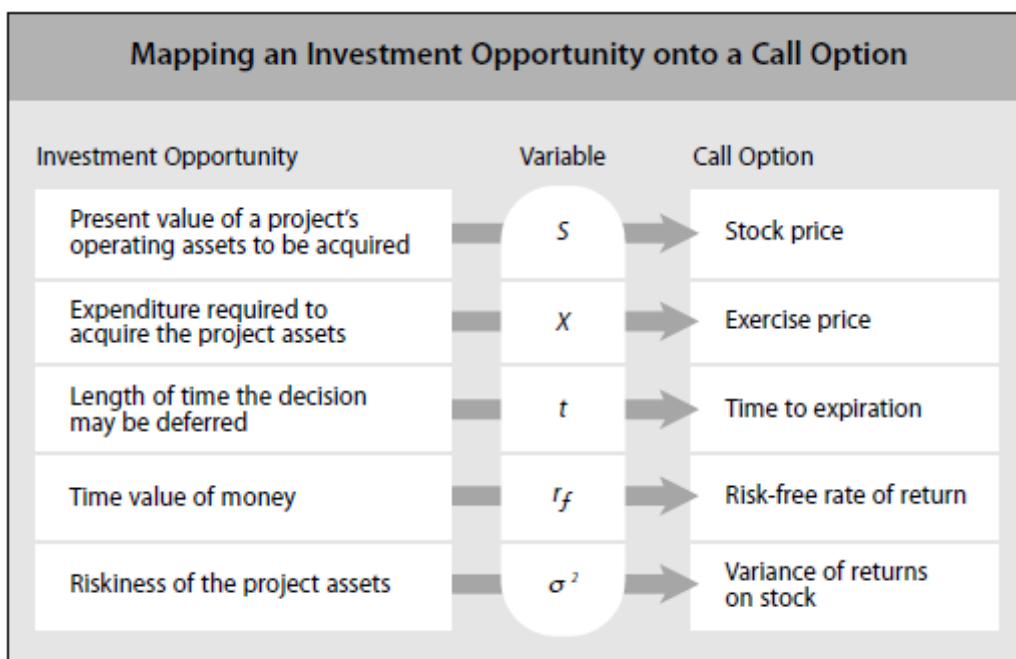 Mapping an Investment Opportunity onto a Call Option
Investment Opportunity Variable Call Option
Present value of a project's
operating assets to be acquired
S
Stock price
Expenditure required to
acquire the project assets
X
Exercise price
Length of time the decision
may be deferred
t
Time to expiration
Time value of money
r_f
Risk-free rate of return
Riskiness of the project assets
σ²
Variance of returns
on stock